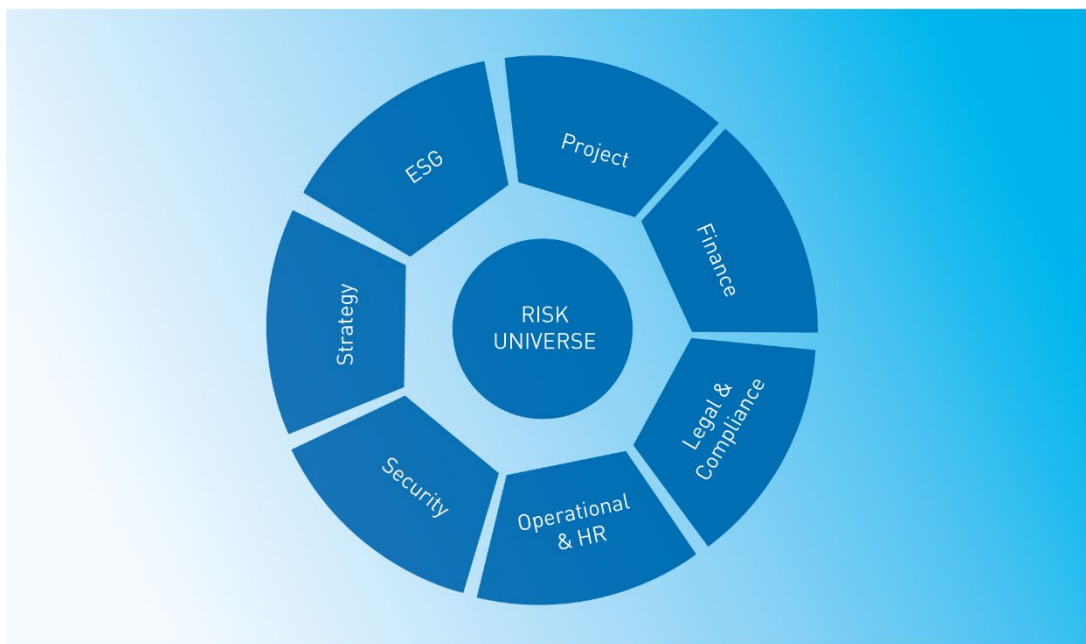 Project
Finance
Legal &
Compliance
Operational
& HR
Security
Strategy
ESG
RISK
UNIVERSE